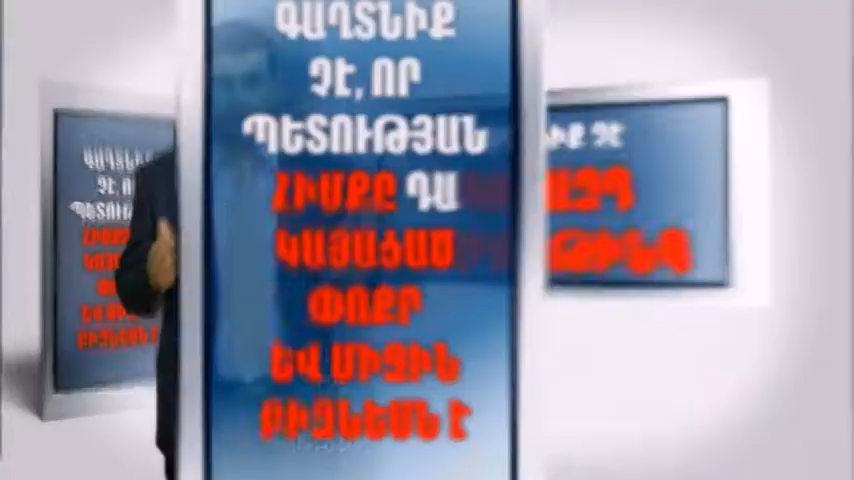 ԳԱՂՏՆԻՔ
ՉԷ, ՈՐ
ՊԵՏՈՒԹՅԱՆ
ՀԻՄՔԸ ԴԱ
ԿԱՅԱՑԱԾ
ՓՈՔՐ
ԵՎ ՄԻՋԻՆ
ԲԻԶՆԵՍՆ Է